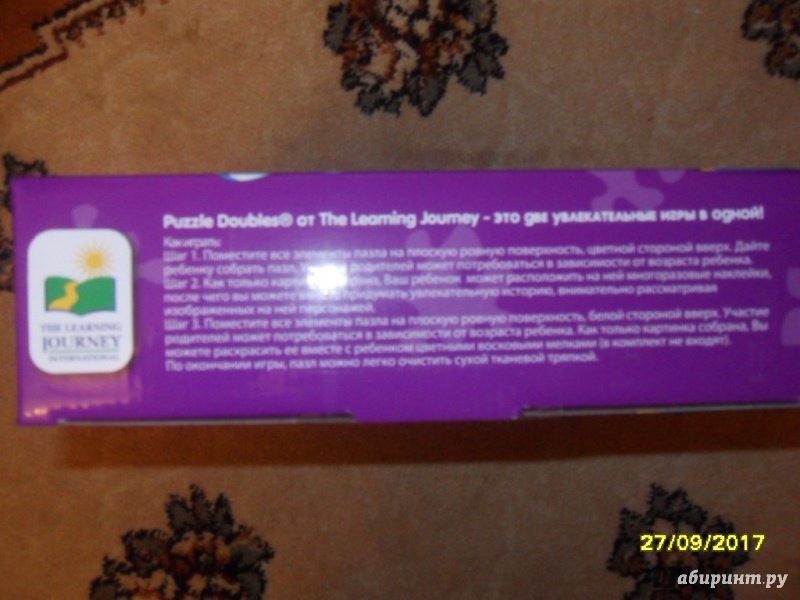 Puzzle Doubles® от The Learning Journey - это две увлекательные игры в одной!
Как играть:
Шаг 1. Поместите все элементы пазла на плоскую ровную поверхность, цветной стороной вверх. Дайте
ребенку собрать пазл, родителей может потребоваться в зависимости от возраста ребенка.
Шаг 2. Как только Ваш ребенок может расположить на ней многоразовые наклейки,
после чего вы можете придумать увлекательную историю, внимательно рассматривая
изображенных на ней персонажей.
Шаг 3. Поместите все элементы пазла на плоскую ровную поверхность, белой стороной вверх. Участие
родителей может потребоваться в зависимости от возраста ребенка. Как только картинка собрана, Вы
можете раскрасить ее вместе с ребенком цветными восковыми мелками (в комплект не входят).
По окончании игры, пазл можно легко очистить сухой тканевой тряпкой.
THE LEARNING
JOURNEY
INTERNATIONAL
27/09/2017
Лабиринт.ру